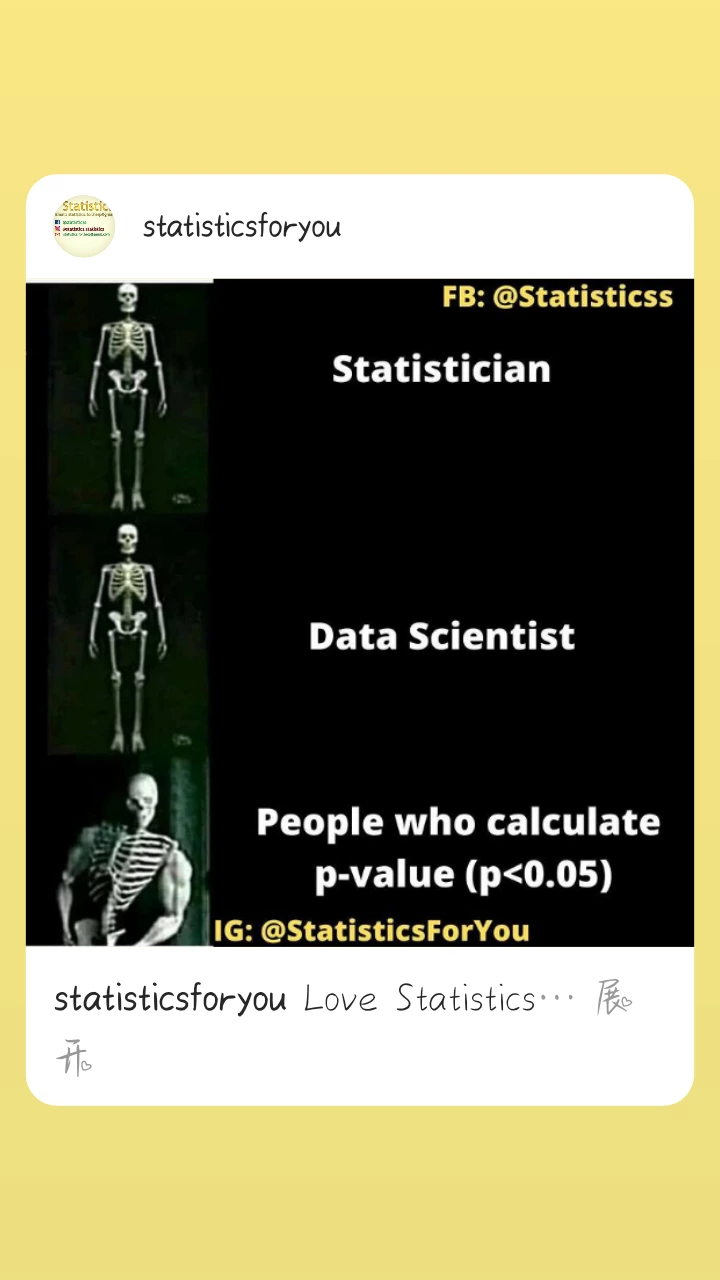 statisticsforyou
FB: @Statisticss
Statistician
Data Scientist
People who calculate
p-value (p<0.05)
IG: @StatisticsForYou
statisticsforyou Love Statistics··· 展
开